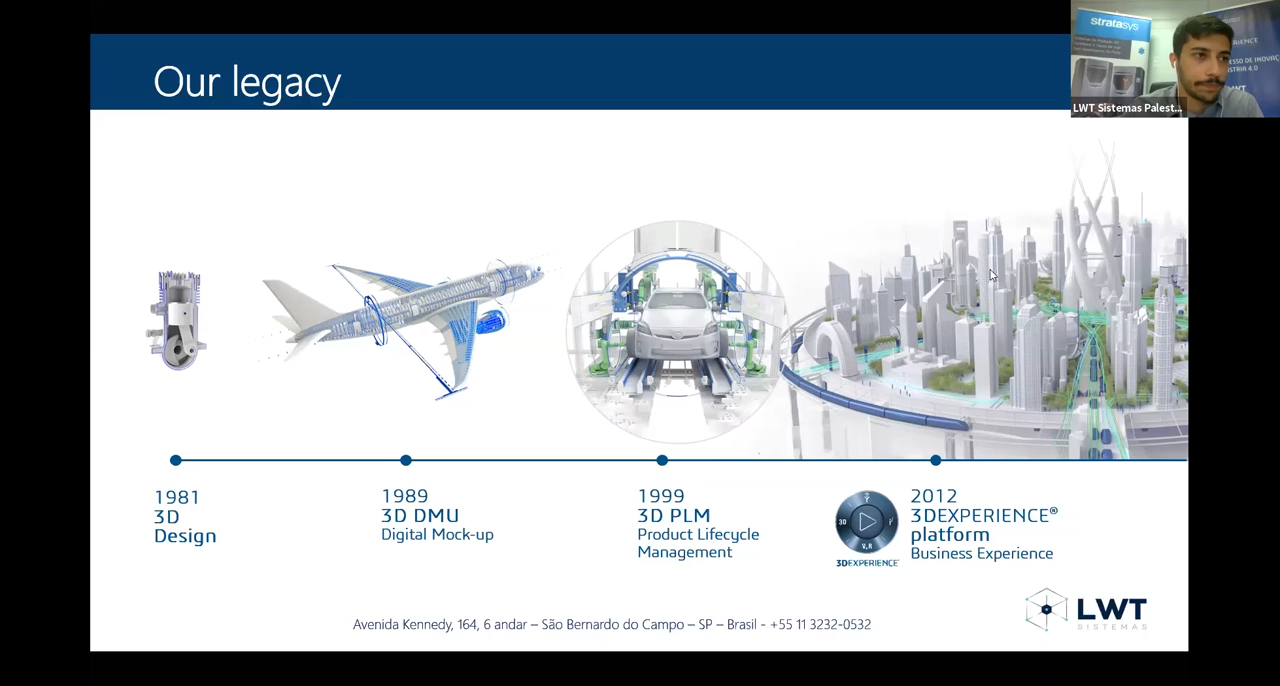 Our legacy
stratasys
LWT Sistemas Palest...
1981
3D
Design
1989
3D DMU
Digital Mock-up
1999
3D PLM
Product Lifecycle
Management
3D
V,R
3DEXPERIENCE
2012
3DEXPERIENCE®
platform
Business Experience
LWT
SISTEMAS
Avenida Kennedy, 164, 6 andar – São Bernardo do Campo – SP – Brasil - +55 11 3232-0532